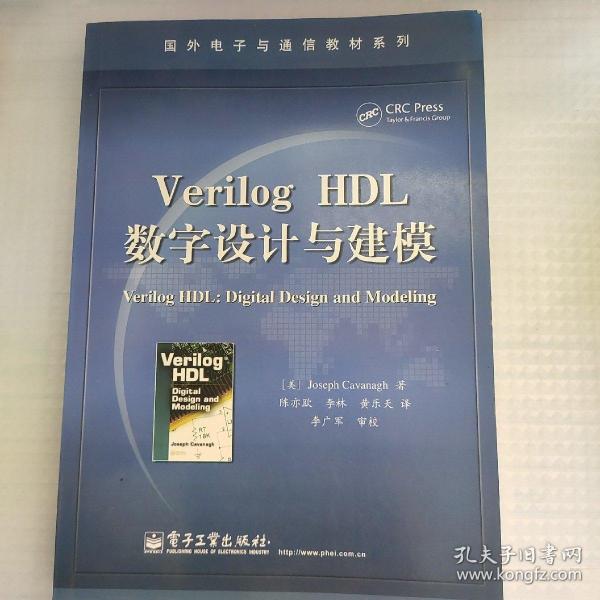 国外电子与通信教材系列
CRC
CRC Press
Taylor & Francis Group
Verilog HDL
数字设计与建模
Verilog HDL: Digital Design and Modeling
Verilog
HDL
Digital
Design and
Modeling
Joseph Cavanagh
[美] Joseph Cavanagh 著
陈亦欧 李林 黄乐天 译
李广军 审校
電子工業出版社
PUBLISHING HOUSE OF ELECTRONICS INDUSTRY
http://www.phei.com.cn
孔夫子旧書网
www.kongfz.com